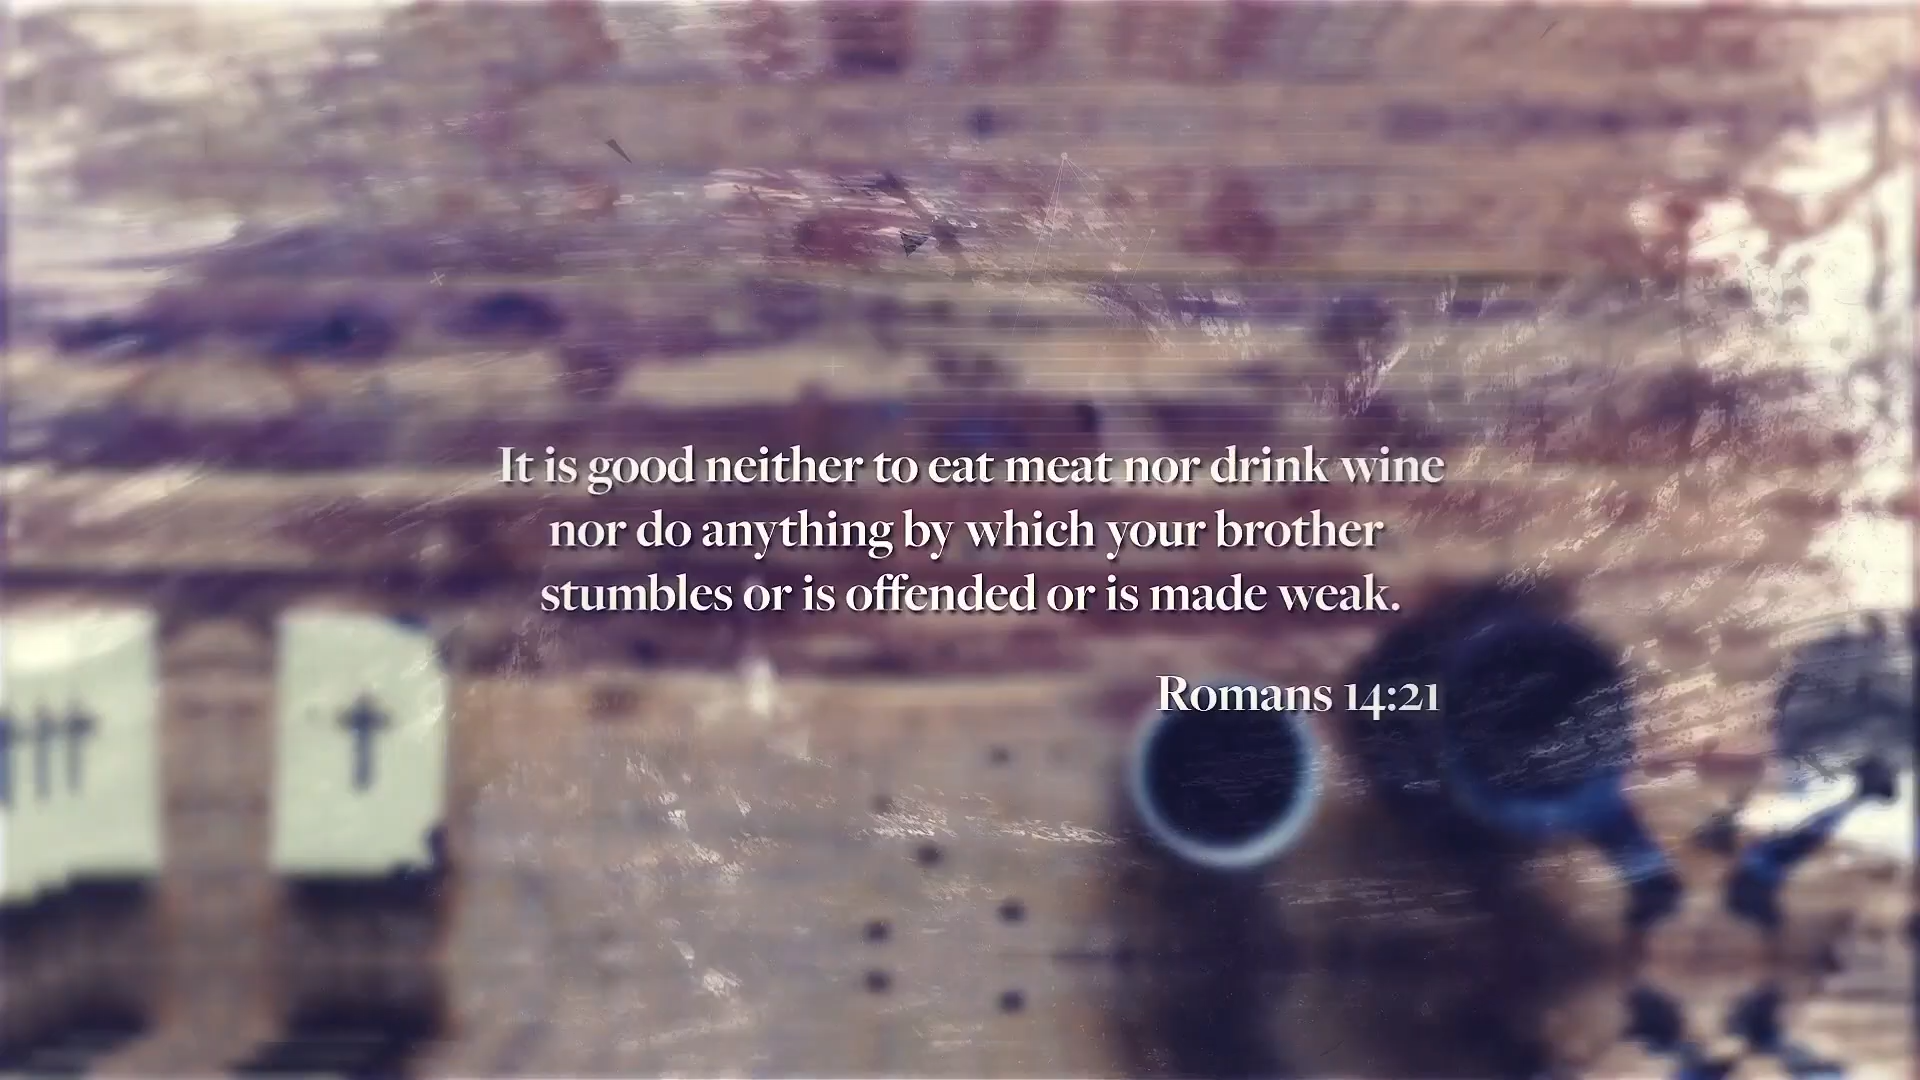 It is good neither to eat meat nor drink wine
nor do anything by which your brother
stumbles or is offended or is made weak.
Romans 14:21